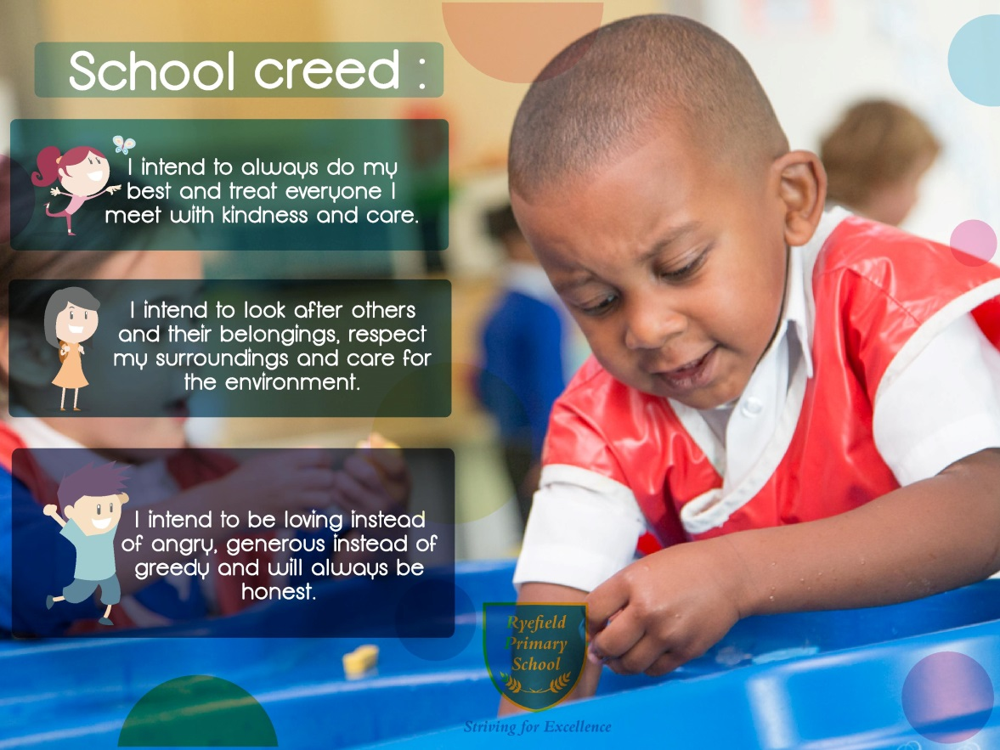 School creed :
I intend to always do my
best and treat everyone I
meet with kindness and care.
I intend to look after others
and their belongings, respect
my surroundings and care for
the environment.
I intend to be loving instead
of angry, generous instead of
greedy and will always be
honest.
Ryefield
Primary
School
Striving for Excellence